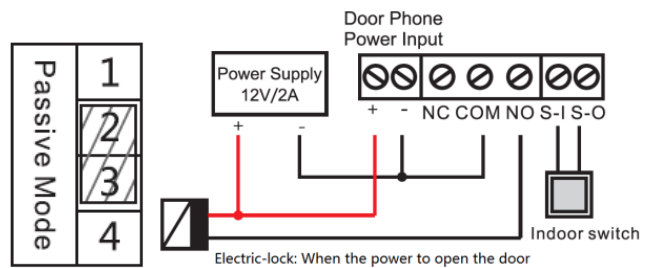 Passive Mode
1
2
3
4
Door Phone
Power Input
Power Supply
12V/2A
+ -
+ - NC COM NO S-I S-O
Indoor switch
Electric-lock: When the power to open the door